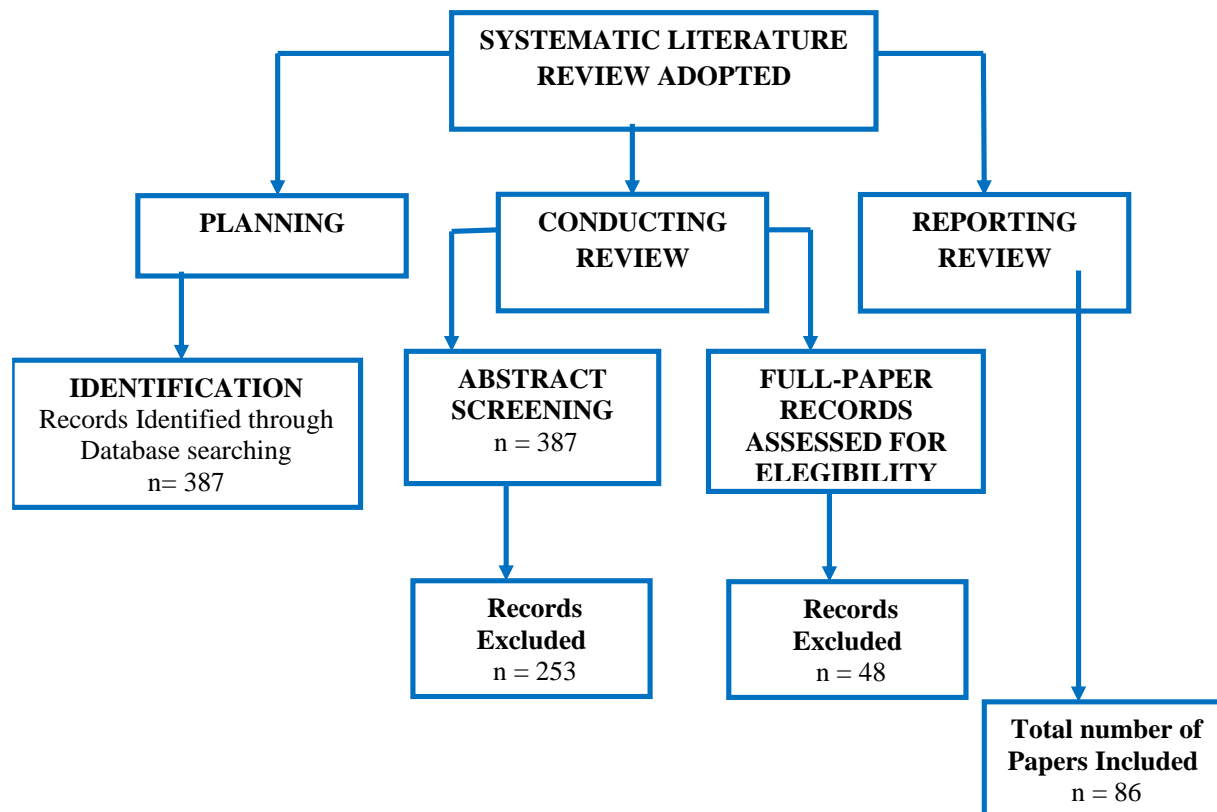 SYSTEMATIC LITERATURE
REVIEW ADOPTED
PLANNING
CONDUCTING
REVIEW
REPORTING
REVIEW
IDENTIFICATION
Records Identified through
Database searching
n= 387
ABSTRACT
SCREENING
n = 387
FULL-PAPER
RECORDS
ASSESSED FOR
ELEGIBILITY
Records
Excluded
n = 253
Records
Excluded
n = 48
Total number of
Papers Included
n = 86